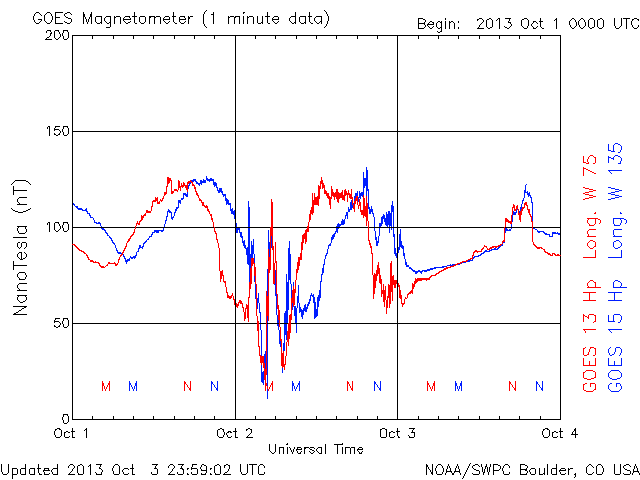 GOES Magnetometer (1 minute data)
Begin: 2013 Oct 1 0000 UTC
200
150
100
50
0
NanoTesla (nT)
M M N N M M N N M M N N
Oct 1 Oct 2 Oct 3 Oct 4
Universal Time
GOES 13 Hp Long. W 75
GOES 15 Hp Long. W 135
Updated 2013 Oct 3 23:59:02 UTC
NOAA/SWPC Boulder, CO USA